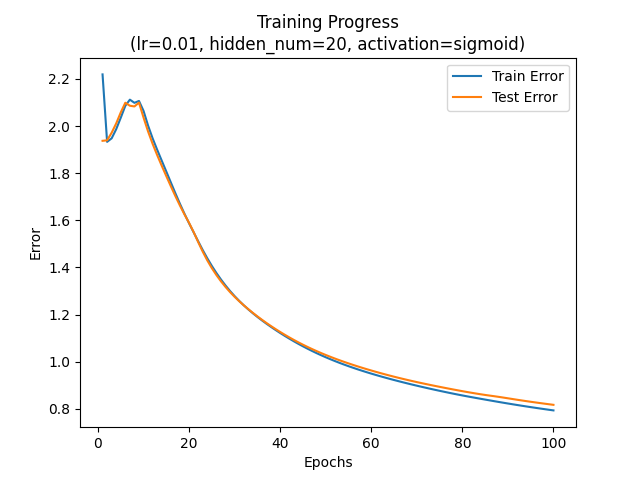 Training Progress
(lr=0.01, hidden_num=20, activation=sigmoid)
Train Error
Test Error
2.2
2.0
1.8
1.6
1.4
1.2
1.0
0.8
Error
0 20 40 60 80 100
Epochs